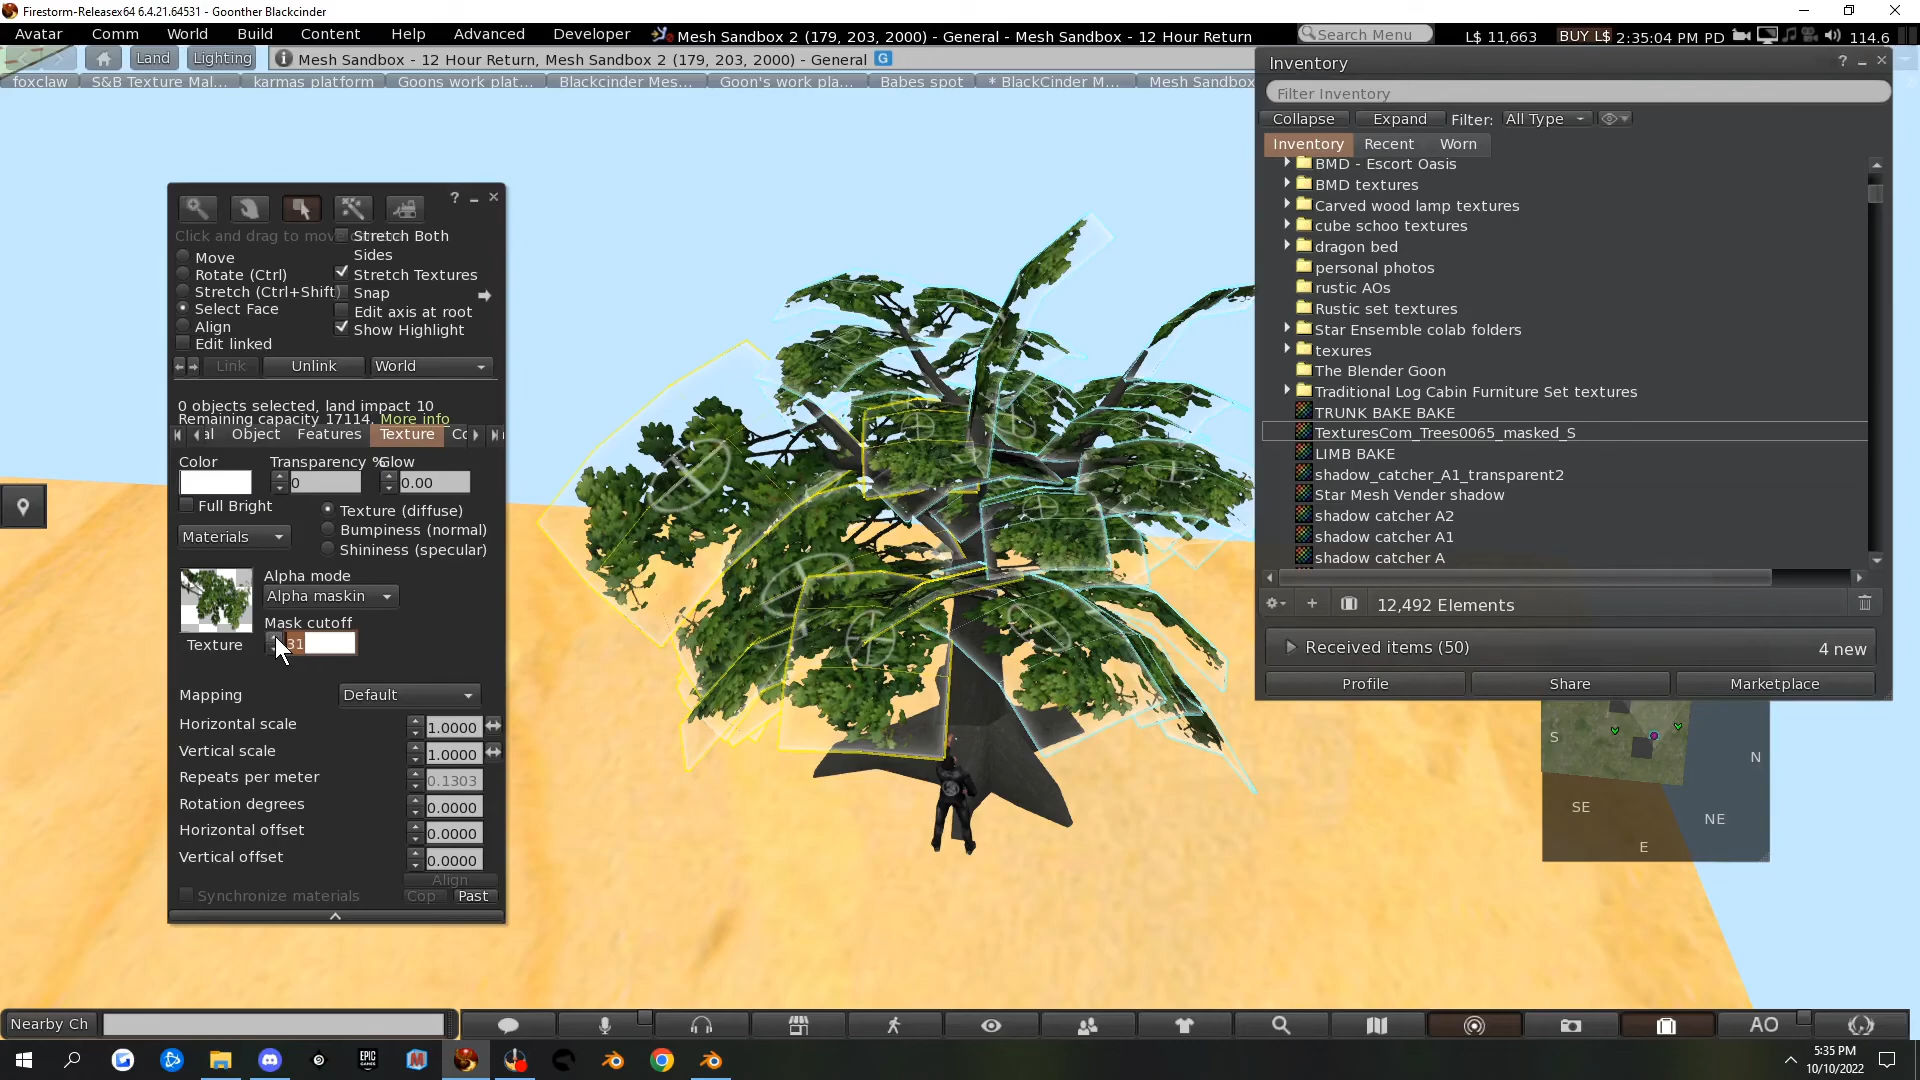 Firestorm-Releasex64 6.4.21.64531 - Goonther Blackcinder
Avatar Comm World Build Content Help Advanced Developer Mesh Sandbox 2 (179, 203, 2000) - General - Mesh Sandbox - 12 Hour Return Search Menu L$ 11,663 BUY L$ 2:35:04 PM PD 114.6
Land Lighting Mesh Sandbox - 12 Hour Return, Mesh Sandbox 2 (179, 203, 2000) - General G
foxclaw S&B Texture Mal... karmas platform Goons work plat... Blackcinder Mes... Goon's work pla... Babes spot * BlackCinder M... Mesh Sandbox
Inventory
Filter Inventory
Collapse Expand Filter: All Type
Inventory Recent Worn
BMD - Escort Oasis
BMD textures
Carved wood lamp textures
cube schoo textures
dragon bed
personal photos
rustic AOs
Rustic set textures
Star Ensemble colab folders
texures
The Blender Goon
Traditional Log Cabin Furniture Set textures
TRUNK BAKE BAKE
TexturesCom_Trees0065_masked_S
LIMB BAKE
shadow_catcher_A1_transparent2
Star Mesh Vender shadow
shadow catcher A2
shadow catcher A1
shadow catcher A
12,492 Elements
Received items (50) 4 new
Profile Share Marketplace
Click and drag to move
Stretch Both
Sides
Move
Rotate (Ctrl)
Stretch (Ctrl+Shift)
Select Face
Align
Edit linked
Stretch Textures
Snap
Edit axis at root
Show Highlight
Link Unlink World
0 objects selected, land impact 10
Remaining capacity 17114. More info
al Object Features Texture Co
Color Transparency % Glow
0 0.00
Full Bright
Texture (diffuse)
Bumpiness (normal)
Shininess (specular)
Materials
Alpha mode
Alpha maskin
Mask cutoff
31
Texture
Mapping Default
Horizontal scale 1.0000
Vertical scale 1.0000
Repeats per meter 0.1303
Rotation degrees 0.0000
Horizontal offset 0.0000
Vertical offset 0.0000
Align
Synchronize materials Cop Past
S
N
SE
NE
E
Nearby Ch
AO
EPIC GAMES
5:35 PM
10/10/2022